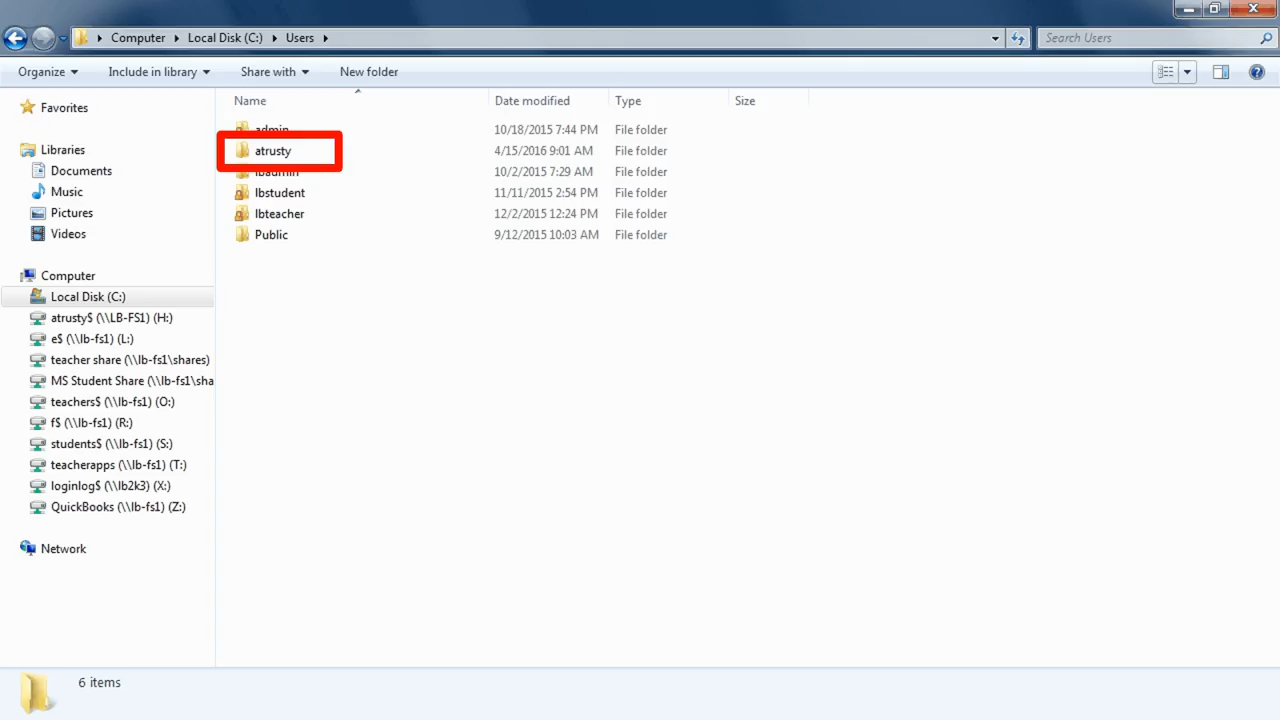 Computer Local Disk (C:) Users Search Users
Organize Include in library Share with New folder
Name Date modified Type Size
Favorites
Libraries
Documents
Music
Pictures
Videos
Computer
Local Disk (C:)
atrusty$ (\\LB-FS1) (H:)
e$ (\\lb-fs1) (L:)
teacher share (\\lb-fs1\shares)
MS Student Share (\\lb-fs1\sha
teachers$ (\\lb-fs1) (O:)
f$ (\\lb-fs1) (R:)
students$ (\\lb-fs1) (S:)
teacherapps (\\lb-fs1) (T:)
loginlog$ (\\lb2k3) (X:)
QuickBooks (\\lb-fs1) (Z:)
Network
admin 10/18/2015 7:44 PM File folder
atrusty 4/15/2016 9:01 AM File folder
lbadmin 10/2/2015 7:29 AM File folder
lbstudent 11/11/2015 2:54 PM File folder
lbteacher 12/2/2015 12:24 PM File folder
Public 9/12/2015 10:03 AM File folder
6 items